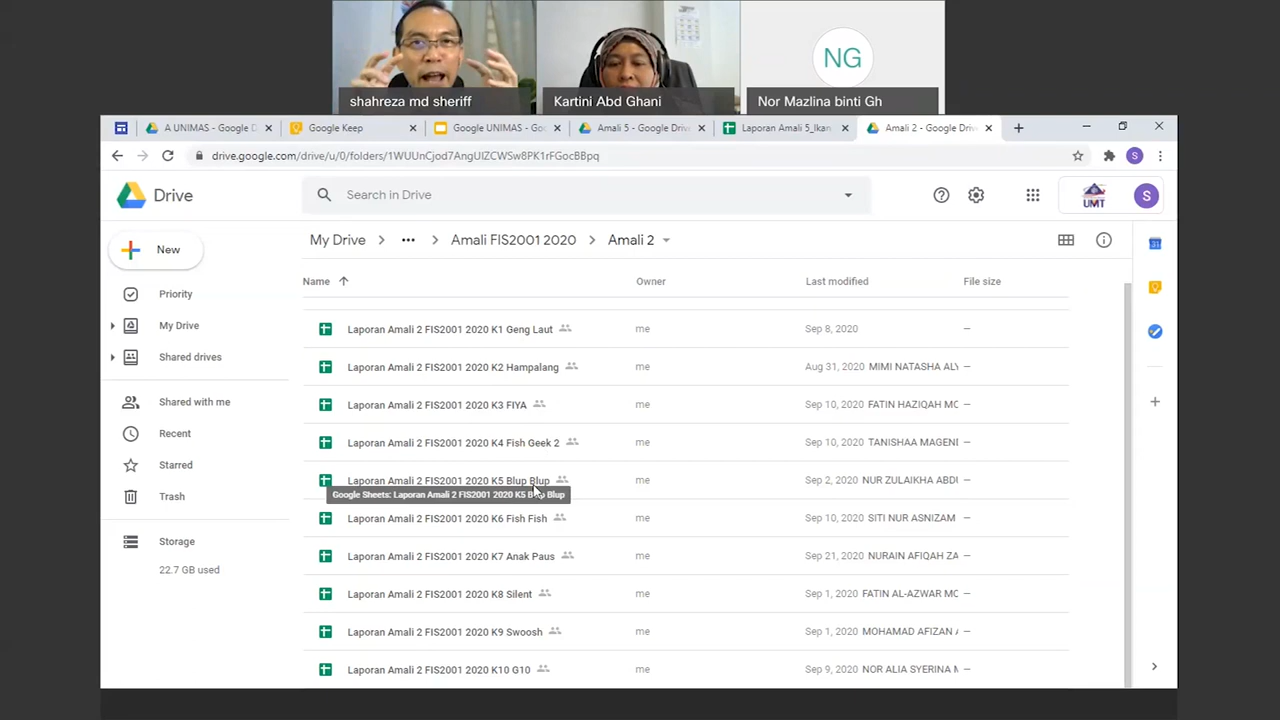 NG
shahreza md sheriff
Kartini Abd Ghani
Nor Mazlina binti Gh
A UNIMAS - Google D
Google Keep
Google UNIMAS - Go
Amali 5 - Google Driv
Laporan Amali 5_Ikan
Amali 2 - Google Driv
drive.google.com/drive/u/0/folders/1WUUnCjod7AngUIZCWSw8PK1rFGocBBpq
S
Drive
Search in Drive
UMT
S
New
My Drive
Amali FIS2001 2020
Amali 2
31
Name
Owner
Last modified
File size
Priority
My Drive
Shared drives
Shared with me
Recent
Starred
Trash
Storage
22.7 GB used
Laporan Amali 2 FIS2001 2020 K1 Geng Laut me Sep 8, 2020 –
Laporan Amali 2 FIS2001 2020 K2 Hampalang me Aug 31, 2020 MIMI NATASHA AL –
Laporan Amali 2 FIS2001 2020 K3 FIYA me Sep 10, 2020 FATIN HAZIQAH MO –
Laporan Amali 2 FIS2001 2020 K4 Fish Geek 2 me Sep 10, 2020 TANISHAA MAGEN –
Laporan Amali 2 FIS2001 2020 K5 Blup Blup me Sep 2, 2020 NUR ZULAIKHA ABD –
Google Sheets: Laporan Amali 2 FIS2001 2020 K5 Blup Blup
Laporan Amali 2 FIS2001 2020 K6 Fish Fish me Sep 10, 2020 SITI NUR ASNIZAM –
Laporan Amali 2 FIS2001 2020 K7 Anak Paus me Sep 21, 2020 NURAIN AFIQAH ZA –
Laporan Amali 2 FIS2001 2020 K8 Silent me Sep 1, 2020 FATIN AL-AZWAR MO –
Laporan Amali 2 FIS2001 2020 K9 Swoosh me Sep 1, 2020 MOHAMAD AFIZAN A –
Laporan Amali 2 FIS2001 2020 K10 G10 me Sep 9, 2020 NOR ALIA SYERINA M –